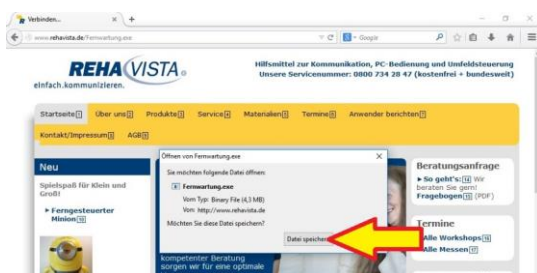 Verbinden...
www.rehavista.de/Fernwartung.exe
Google
REHAVISTA
einfach.kommunizieren.
Hilfsmittel zur Kommunikation, PC-Bedienung und Umfeldsteuerung
Unsere Servicenummer: 0800 734 28 47 (kostenfrei + bundesweit)
Startseite
Über uns
Produkte
Service
Materialien
Termine
Anwender berichten
Kontakt/Impressum
AGB
Neu
Spielspaß für Klein und
Groß!
Ferngesteuerter
Minion
Öffnen von Fernwartung.exe
Sie möchten folgende Datei öffnen:
Fernwartung.exe
Vom Typ: Binary File (4,3 MB)
Von: http://www.rehavista.de
Möchten Sie diese Datei speichern?
Datei speichern
kompetenter Beratung
sorgen wir für eine optimale
Beratungsanfrage
So geht's: Wir
beraten Sie gern!
Fragebogen (PDF)
Termine
Alle Workshops
Alle Messen